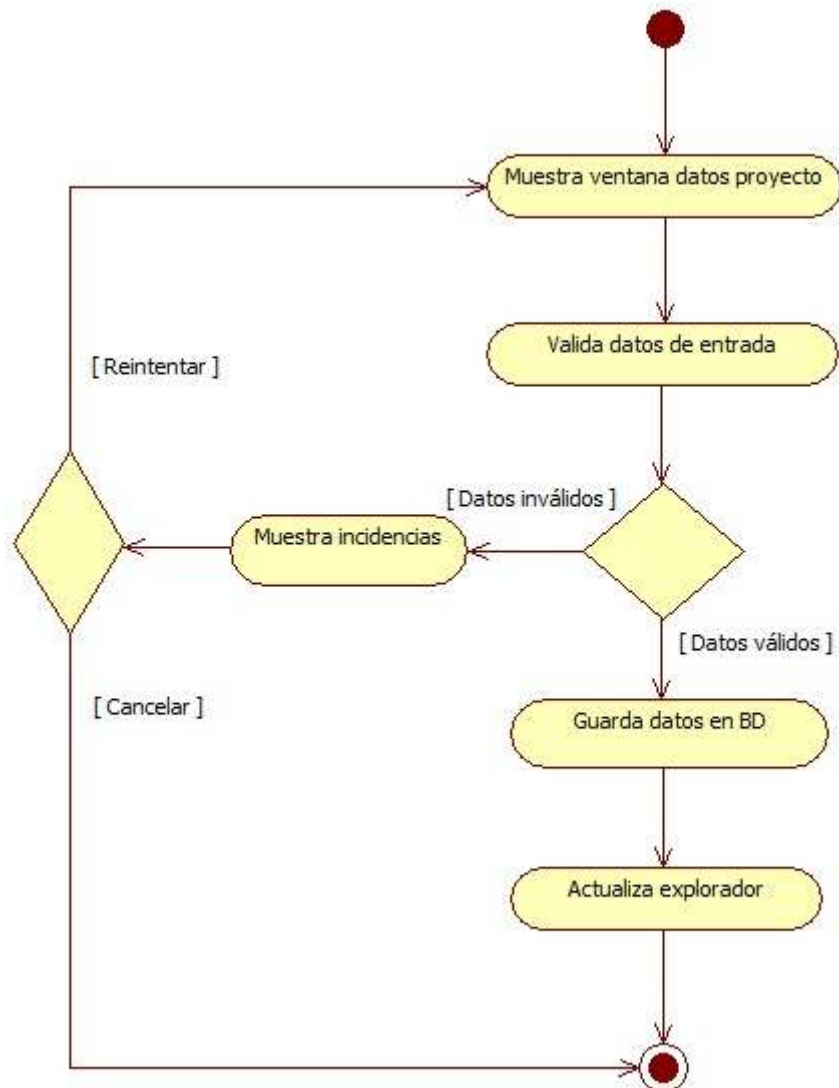 Muestra ventana datos proyecto
Valida datos de entrada
[ Reintentar ]
[ Datos inválidos ]
Muestra incidencias
[ Datos válidos ]
[ Cancelar ]
Guarda datos en BD
Actualiza explorador